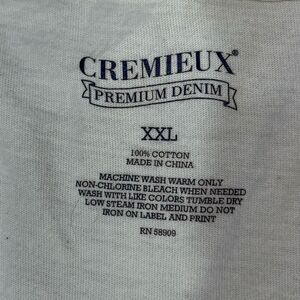 CREMIEUX®
PREMIUM DENIM
XXL
100% COTTON
MADE IN CHINA
MACHINE WASH WARM ONLY
NON-CHLORINE BLEACH WHEN NEEDED
WASH WITH LIKE COLORS TUMBLE DRY
LOW STEAM IRON MEDIUM DO NOT
IRON ON LABEL AND PRINT
RN 58909